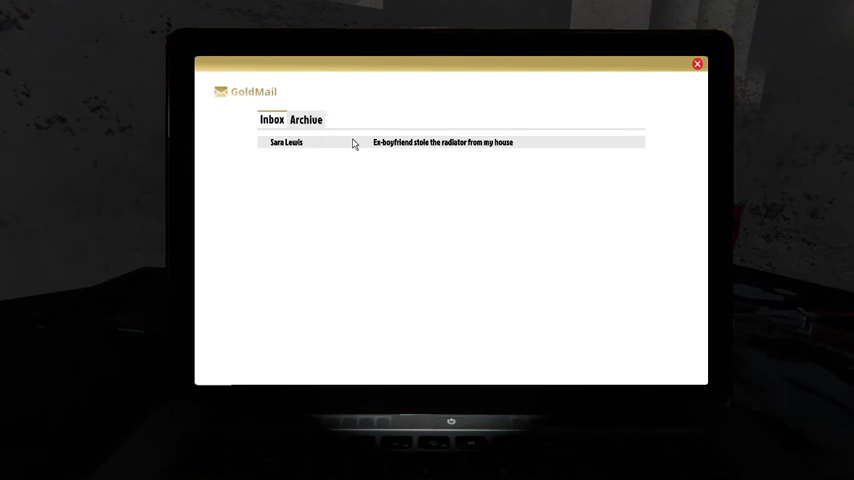 GoldMail
Inbox Archive
Sara Lewis Ex-boyfriend stole the radiator from my house